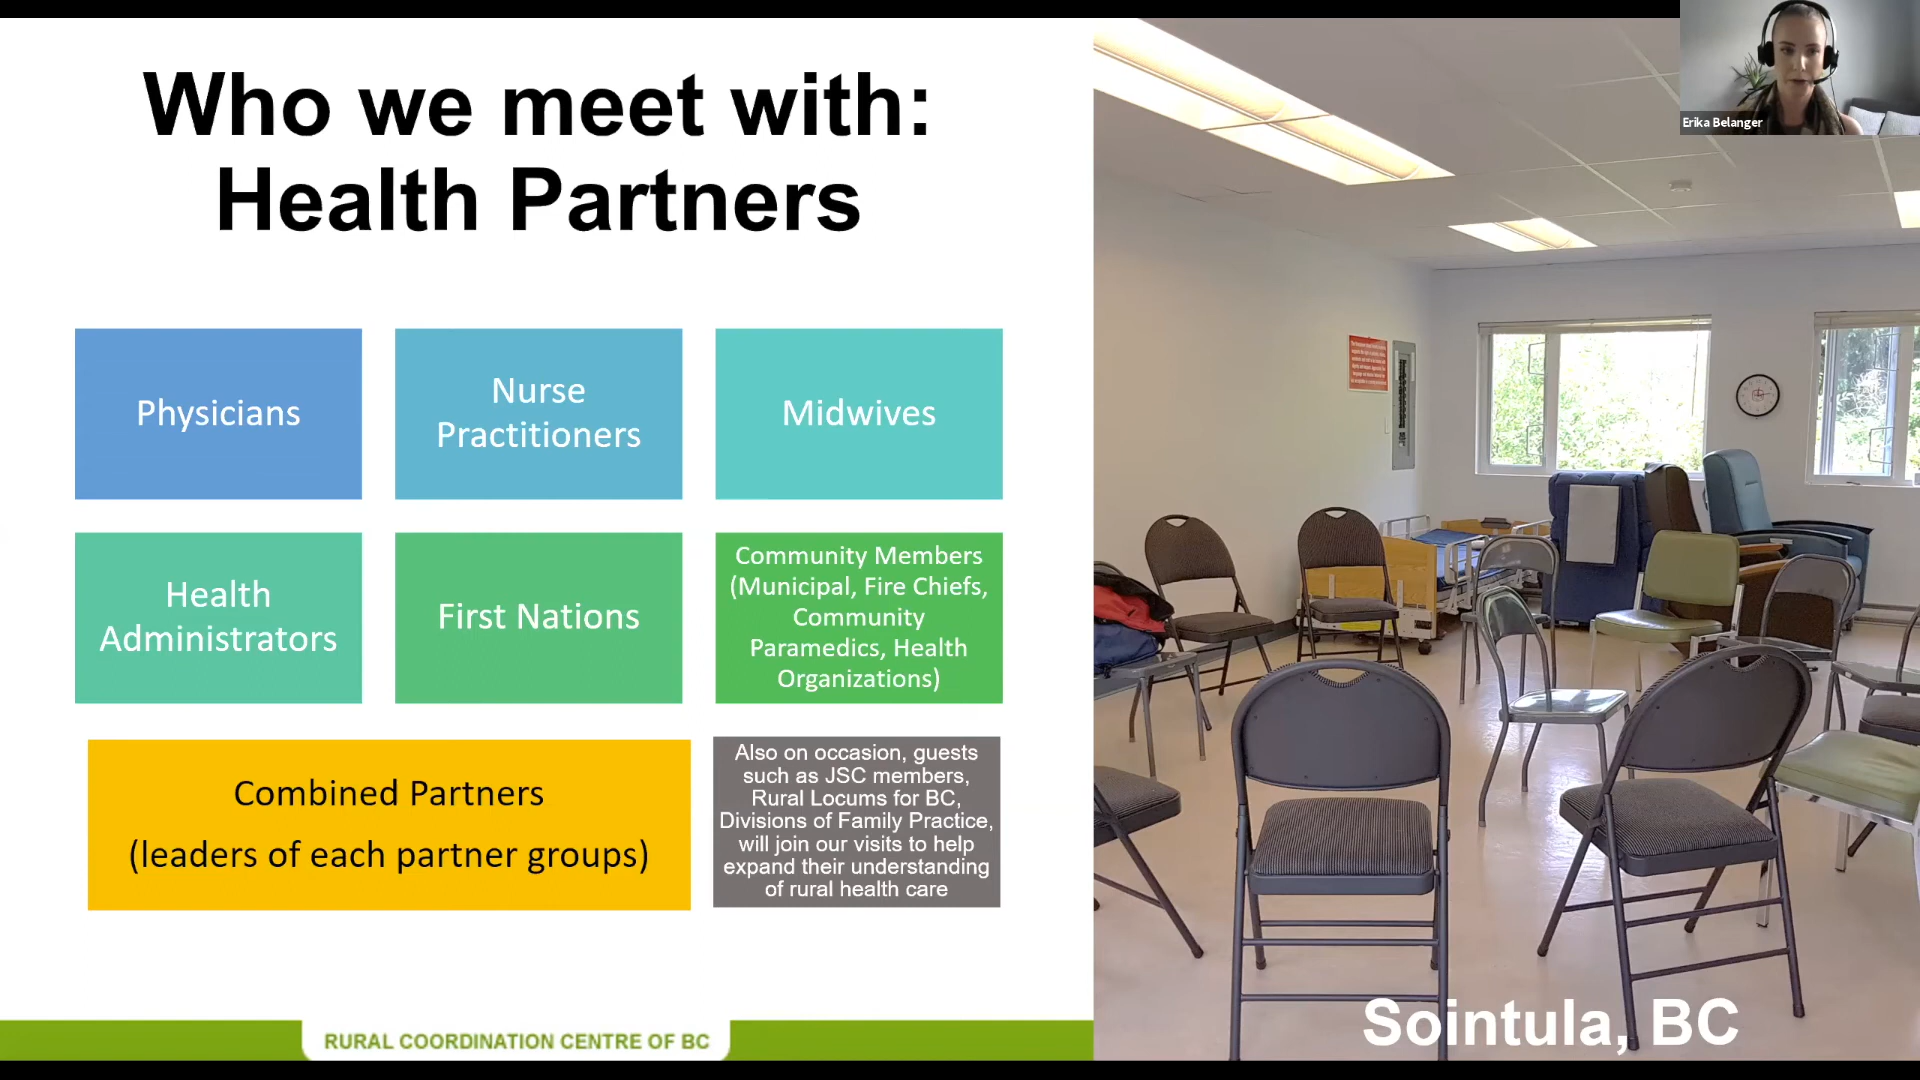 Who we meet with:
Health Partners
Physicians
Nurse
Practitioners
Midwives
Health
Administrators
First Nations
Community Members
(Municipal, Fire Chiefs,
Community
Paramedics, Health
Organizations)
Combined Partners
(leaders of each partner groups)
Also on occasion, guests
such as JSC members,
Rural Locums for BC,
Divisions of Family Practice,
will join our visits to help
expand their understanding
of rural health care
RURAL COORDINATION CENTRE OF BC
Erika Belanger
Sointula, BC